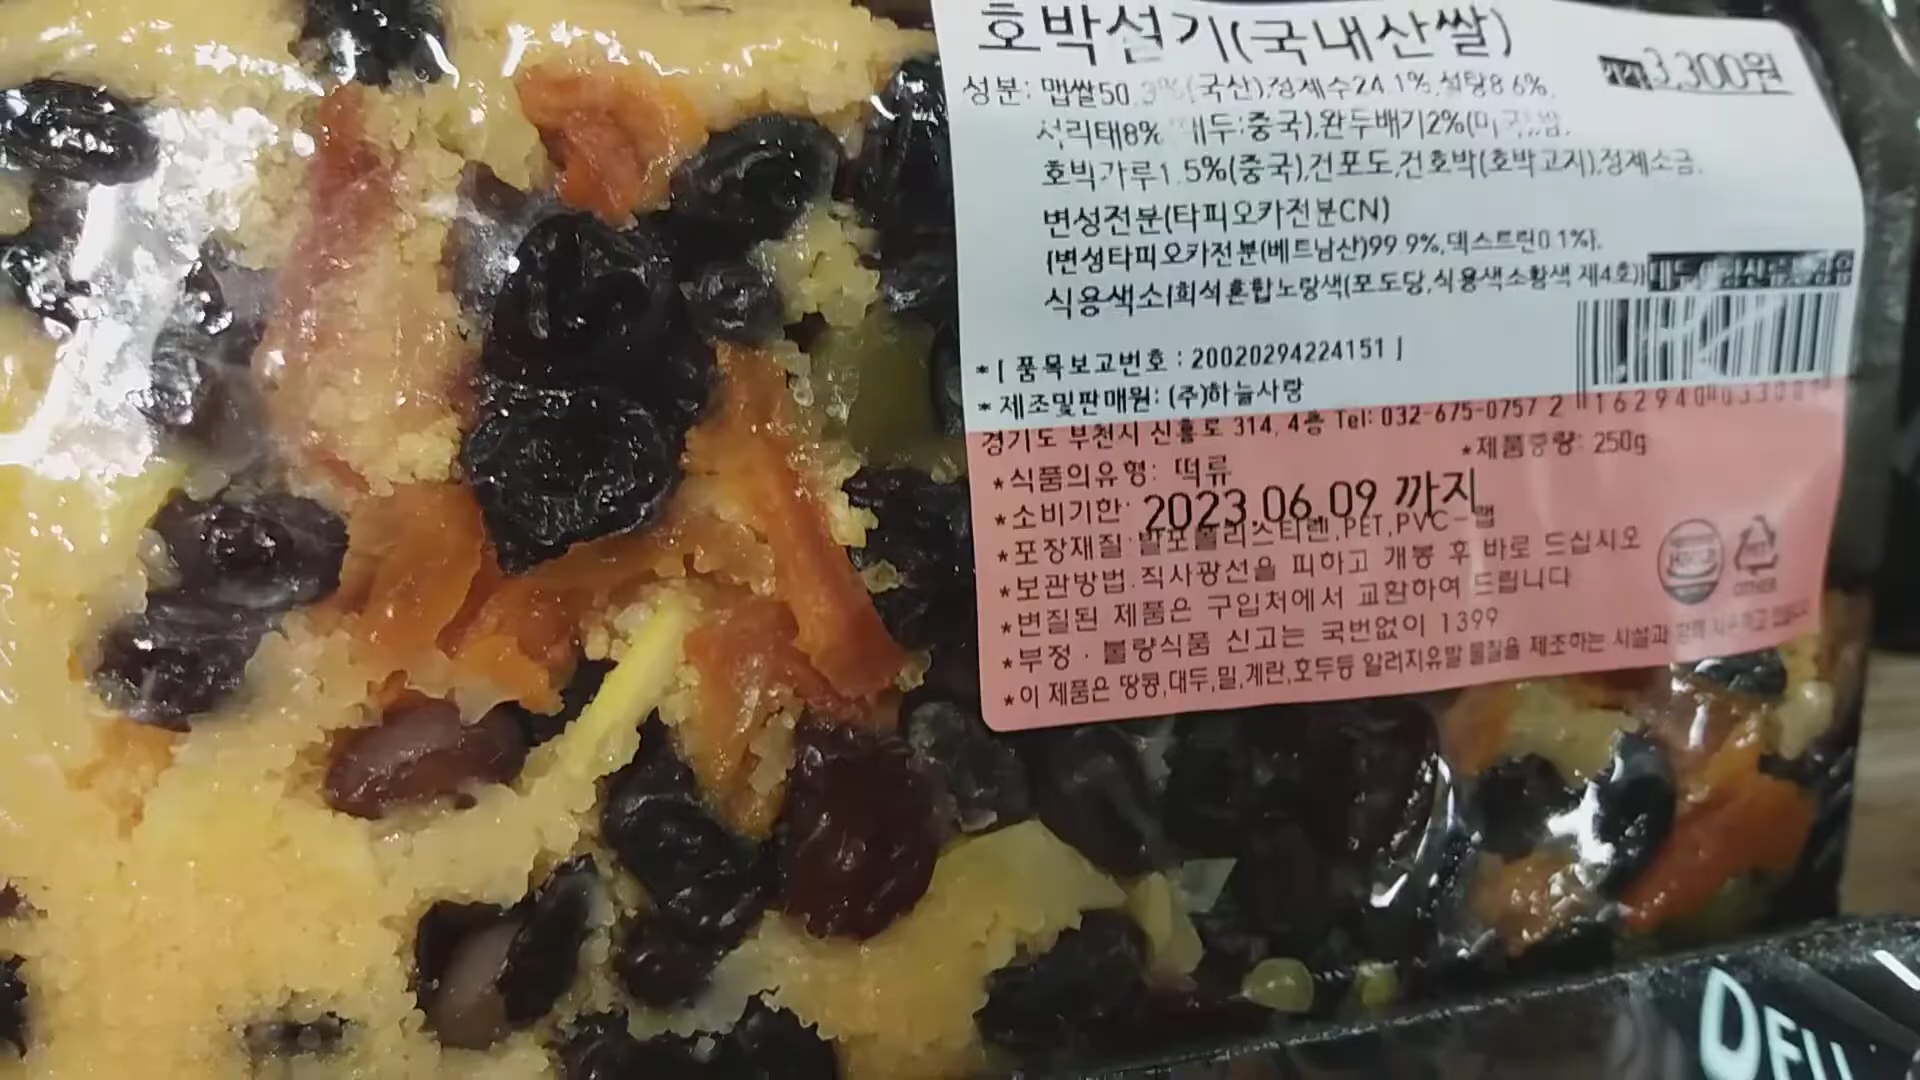 호박설기(국내산쌀)
3,300원
성분: 맵쌀50.3%(국산),정제수24.1%,설탕8.6%,
서리태8% 대두:중국),완두배기2%(미국),밤,
호박가루1.5%(중국),건포도,건호박(호박고지),정제소금,
변성전분(타피오카전분CN)
{변성타피오카전분(베트남산)99.9%,덱스트린0.1%},
식용색소{희석혼합노랑색(포도당,식용색소황색 제4호)}
*[ 품목보고번호 : 20020294224151 ]
*제조및판매원: (주)하늘사랑
경기도 부천시 신흥로 314, 4층 Tel: 032-675-0757
*제품중량: 250g
*식품의유형: 떡류
*소비기한: 2023.06.09 까지
*포장재질:발포폴리스티렌,PET,PVC-랩
*보관방법:직사광선을 피하고 개봉 후 바로 드십시오
*변질된 제품은 구입처에서 교환하여 드립니다
*부정·불량식품 신고는 국번없이 1399
*이 제품은 땅콩,대두,밀,계란,호두등 알러지유발 물질을 제조하는 시설과 함께